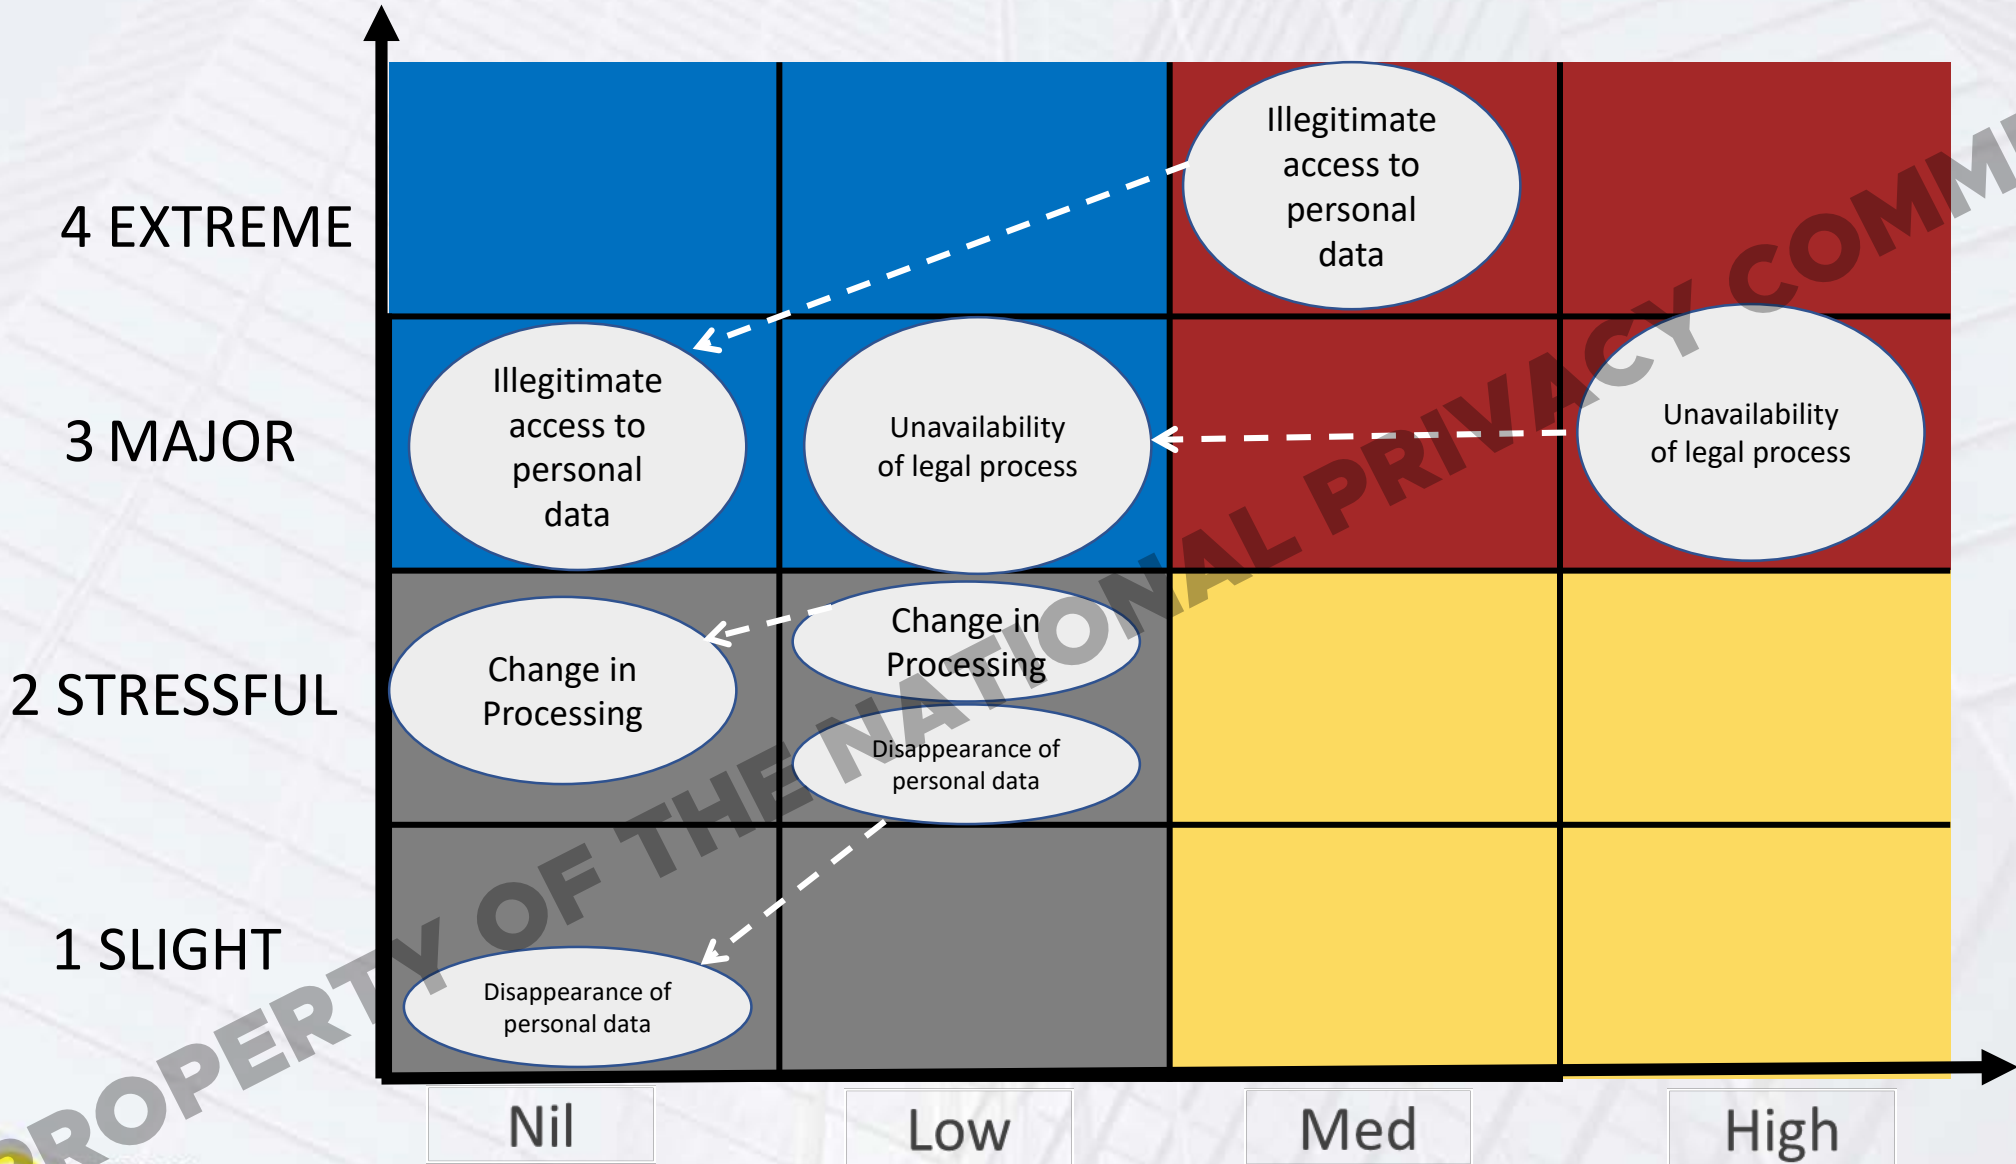 4 EXTREME
Illegitimate
access to
personal
data
3 MAJOR
Illegitimate
access to
personal
data
Unavailability
of legal process
Unavailability
of legal process
2 STRESSFUL
Change in
Processing
Change in
Processing
Disappearance of
personal data
1 SLIGHT
Disappearance of
personal data
Nil
Low
Med
High
PROPERTY OF THE NATIONAL PRIVACY